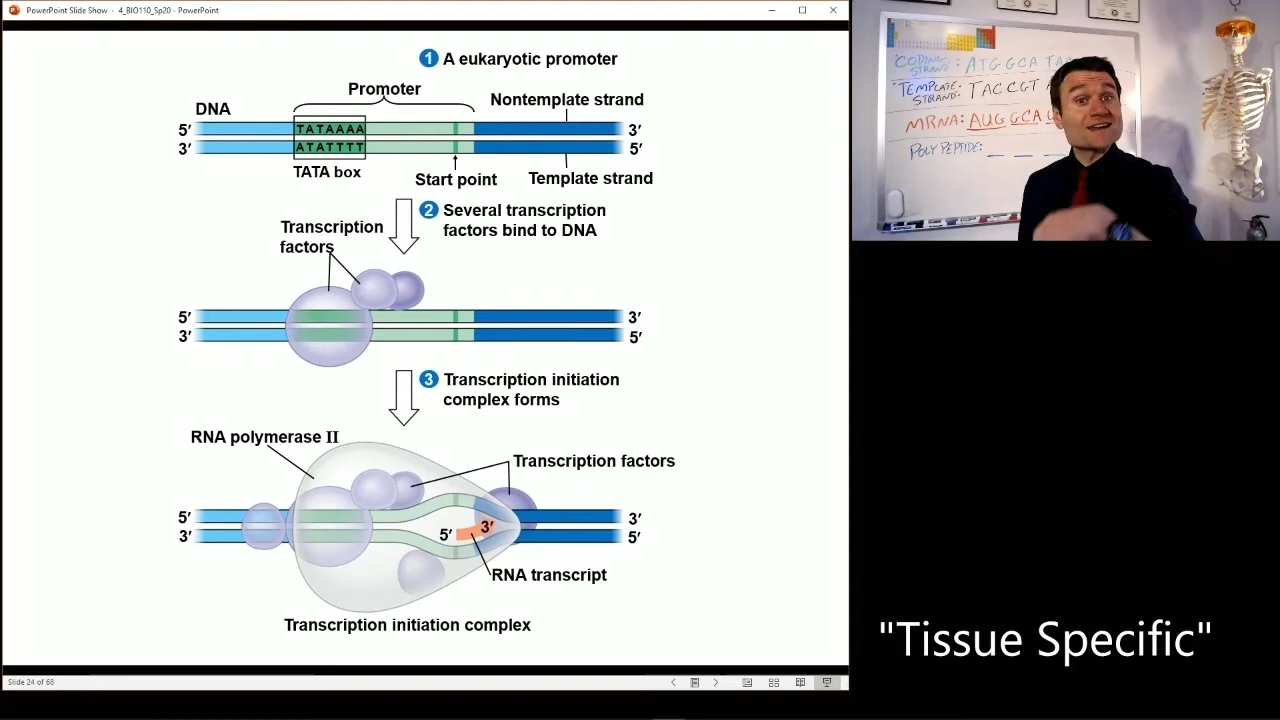 PowerPoint Slide Show - 4_BIO110_Sp20 - PowerPoint
1 A eukaryotic promoter
Promoter
DNA
Nontemplate strand
5′ TATAAAA 3′
3′ ATATTTT 5′
TATA box
Start point
Template strand
2 Several transcription
factors bind to DNA
Transcription
factors
5′ 3′
3′ 5′
3 Transcription initiation
complex forms
RNA polymerase II
Transcription factors
5′ 3′
3′ 5′
5′ 3′
RNA transcript
Transcription initiation complex
Slide 24 of 68
CODING STRAND: ATG GCA TA
TEMPLATE STRAND: TAC CGT A
MRNA: AUG GCA U
POLYPEPTIDE:
"Tissue Specific"